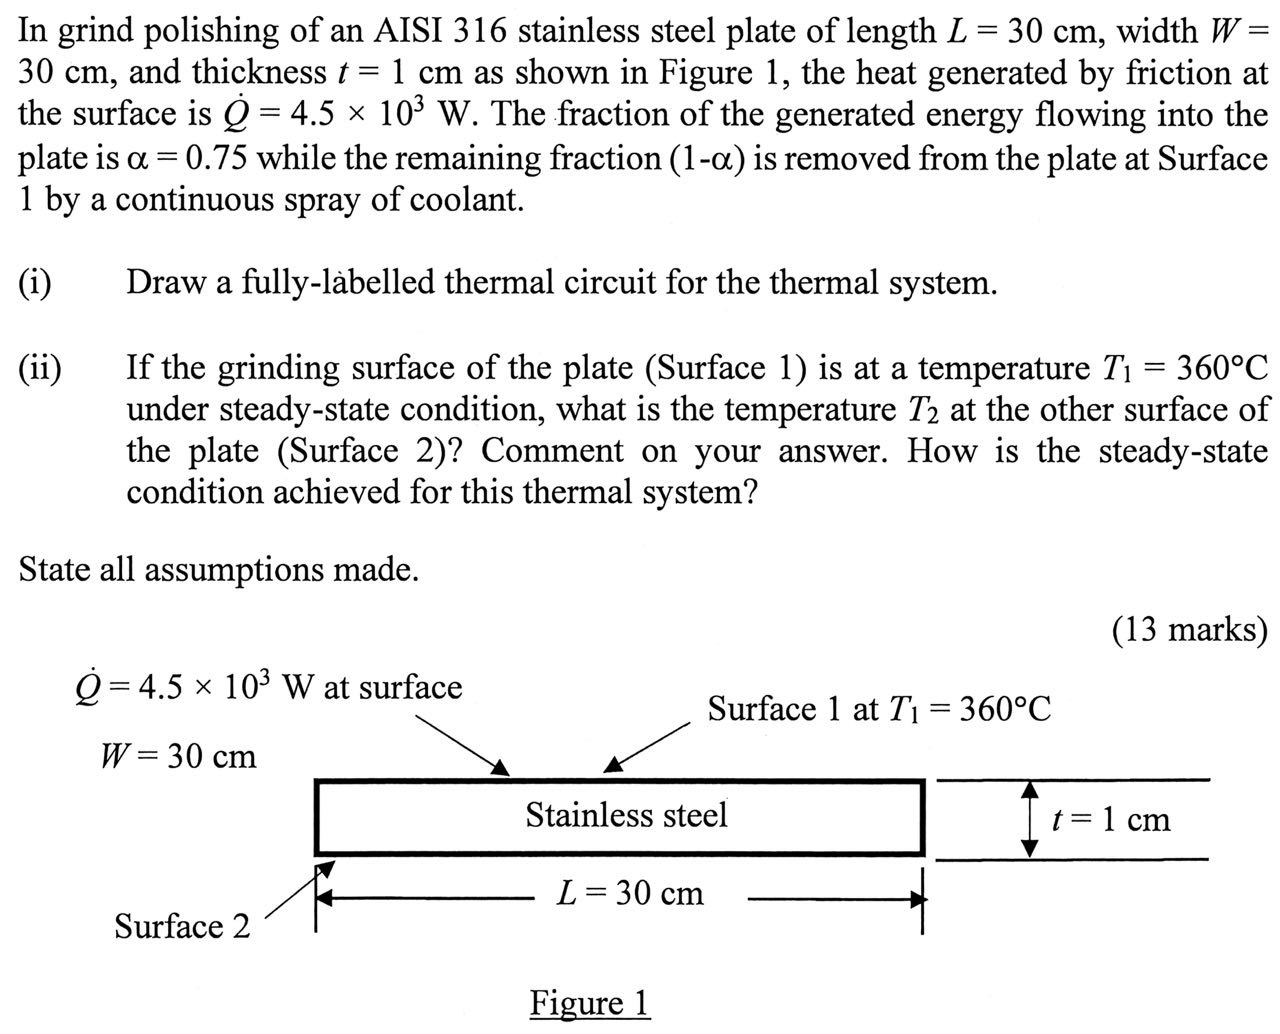 In grind polishing of an AISI 316 stainless steel plate of length L = 30 cm, width W =
30 cm, and thickness t = 1 cm as shown in Figure 1, the heat generated by friction at
the surface is Q̇ = 4.5 × 10³ W. The fraction of the generated energy flowing into the
plate is α = 0.75 while the remaining fraction (1-α) is removed from the plate at Surface
1 by a continuous spray of coolant.
(i) Draw a fully-labelled thermal circuit for the thermal system.
(ii) If the grinding surface of the plate (Surface 1) is at a temperature T₁ = 360°C
under steady-state condition, what is the temperature T₂ at the other surface of
the plate (Surface 2)? Comment on your answer. How is the steady-state
condition achieved for this thermal system?
State all assumptions made.
(13 marks)
Q̇ = 4.5 × 10³ W at surface
Surface 1 at T₁ = 360°C
W = 30 cm
Stainless steel
t = 1 cm
L = 30 cm
Surface 2
Figure 1